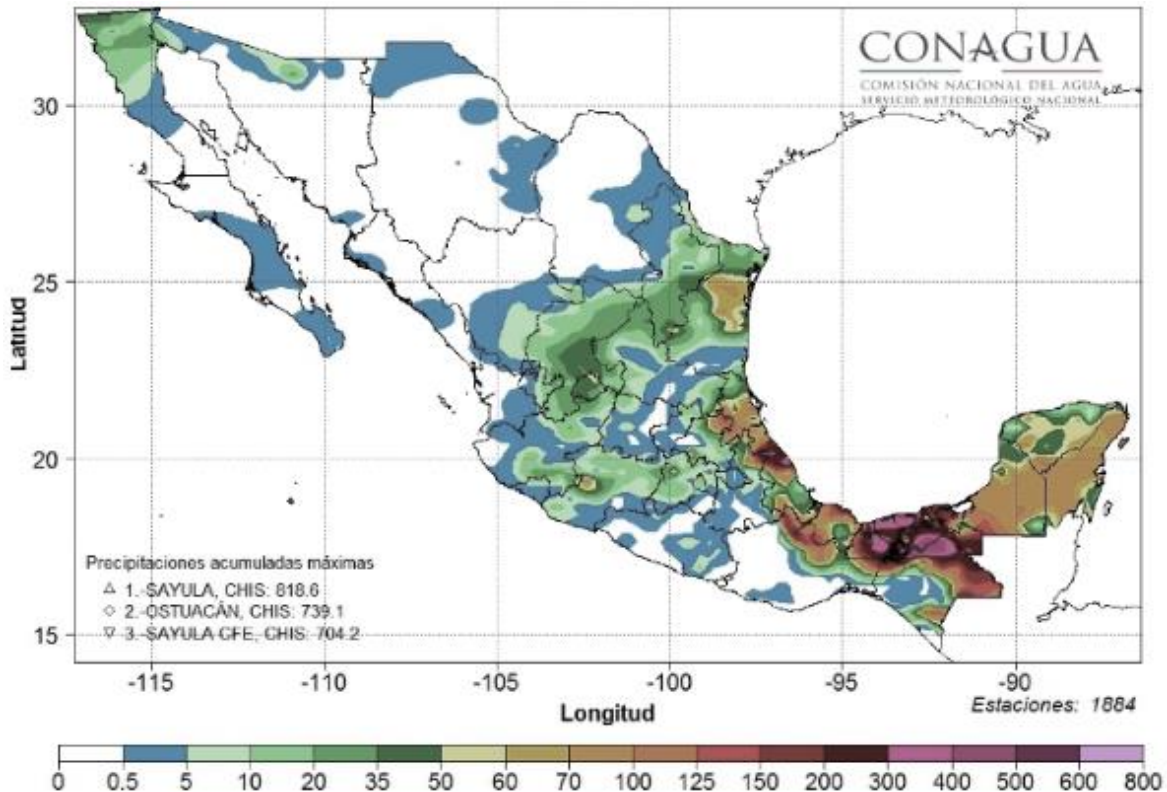 CONAGUA
COMISIÓN NACIONAL DEL AGUA
SERVICIO METEOROLÓGICO NACIONAL
30
25
20
15
Latitud
Precipitaciones acumuladas máximas
△ 1.-SAYULA, CHIS: 818.6
◇ 2.-OSTUACÁN, CHIS: 739.1
▽ 3.-SAYULA CFE, CHIS: 704.2
-115 -110 -105 -100 -95 -90
Longitud
Estaciones: 1884
0 0.5 5 10 20 35 50 60 70 100 125 150 200 300 400 500 600 800